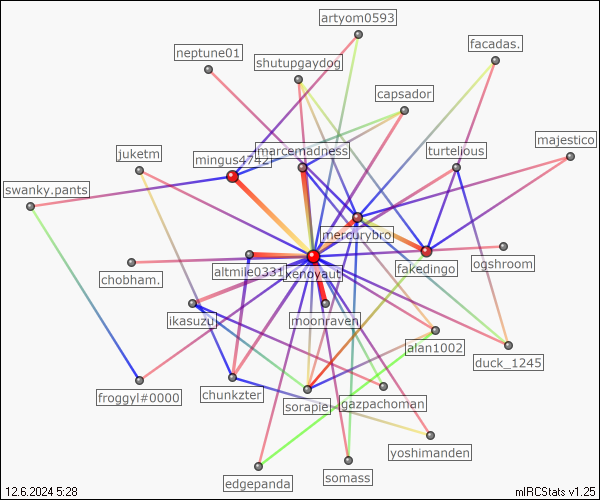 artyom0593
facadas.
neptune01
shutupgaydog
capsador
majestico
juketm
mingus4742
marcemadness
turtelious
swanky.pants
mercurybro
chobham.
altmile0331
xenoyaut
fakedingo
ogshroom
ikasuzu
moonraven
alan1002
duck_1245
froggyl#0000
chunkzter
sorapie
gazpachoman
yoshimanden
edgepanda
somass
12.6.2024 5:28
mIRCStats v1.25